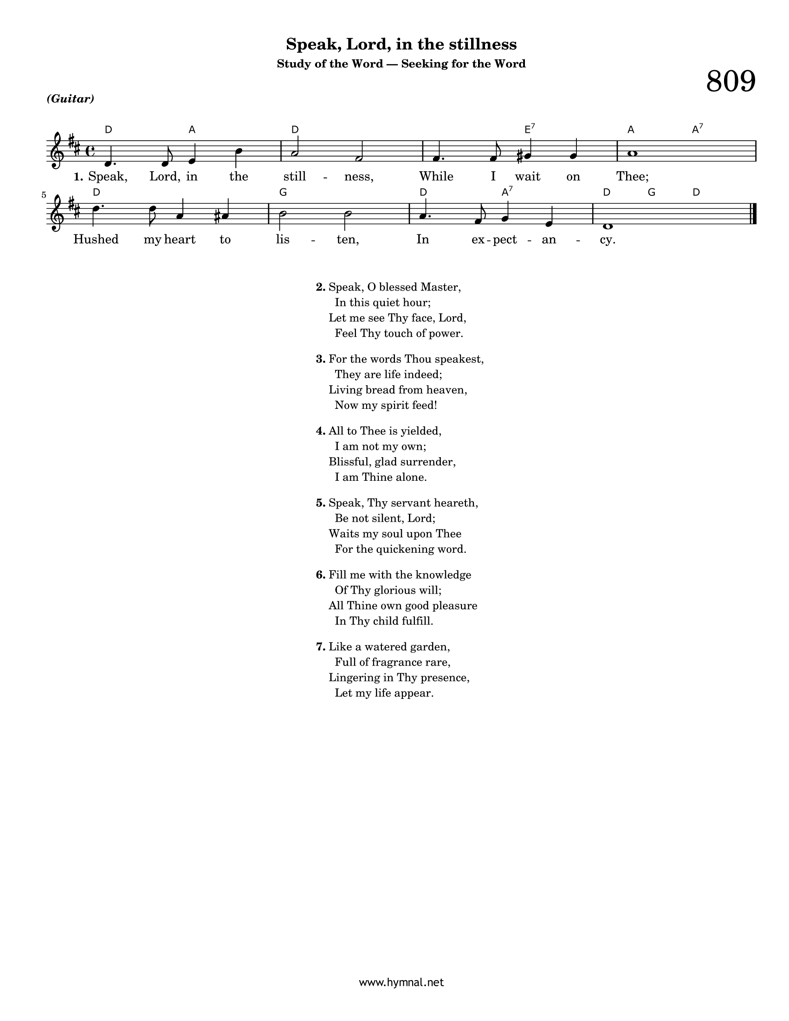 Speak, Lord, in the stillness
Study of the Word — Seeking for the Word
809
(Guitar)
D A D E7 A A7
1. Speak, Lord, in the still - ness, While I wait on Thee;
5
D G D A7 D G D
Hushed my heart to lis - ten, In ex - pect - an - cy.
2. Speak, O blessed Master,
In this quiet hour;
Let me see Thy face, Lord,
Feel Thy touch of power.
3. For the words Thou speakest,
They are life indeed;
Living bread from heaven,
Now my spirit feed!
4. All to Thee is yielded,
I am not my own;
Blissful, glad surrender,
I am Thine alone.
5. Speak, Thy servant heareth,
Be not silent, Lord;
Waits my soul upon Thee
For the quickening word.
6. Fill me with the knowledge
Of Thy glorious will;
All Thine own good pleasure
In Thy child fulfill.
7. Like a watered garden,
Full of fragrance rare,
Lingering in Thy presence,
Let my life appear.
www.hymnal.net